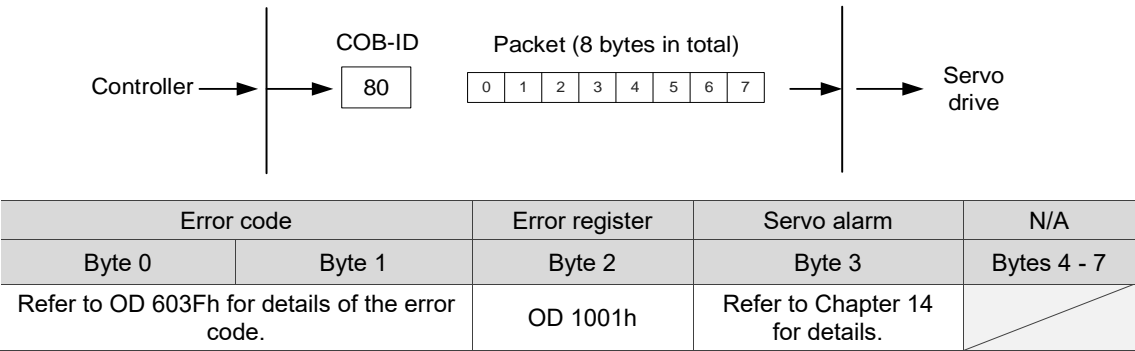 COB-ID
Packet (8 bytes in total)
Controller
80
0 1 2 3 4 5 6 7
Servo
drive
Error code
Error register
Servo alarm
N/A
Byte 0
Byte 1
Byte 2
Byte 3
Bytes 4 - 7
Refer to OD 603Fh for details of the error
code.
OD 1001h
Refer to Chapter 14
for details.